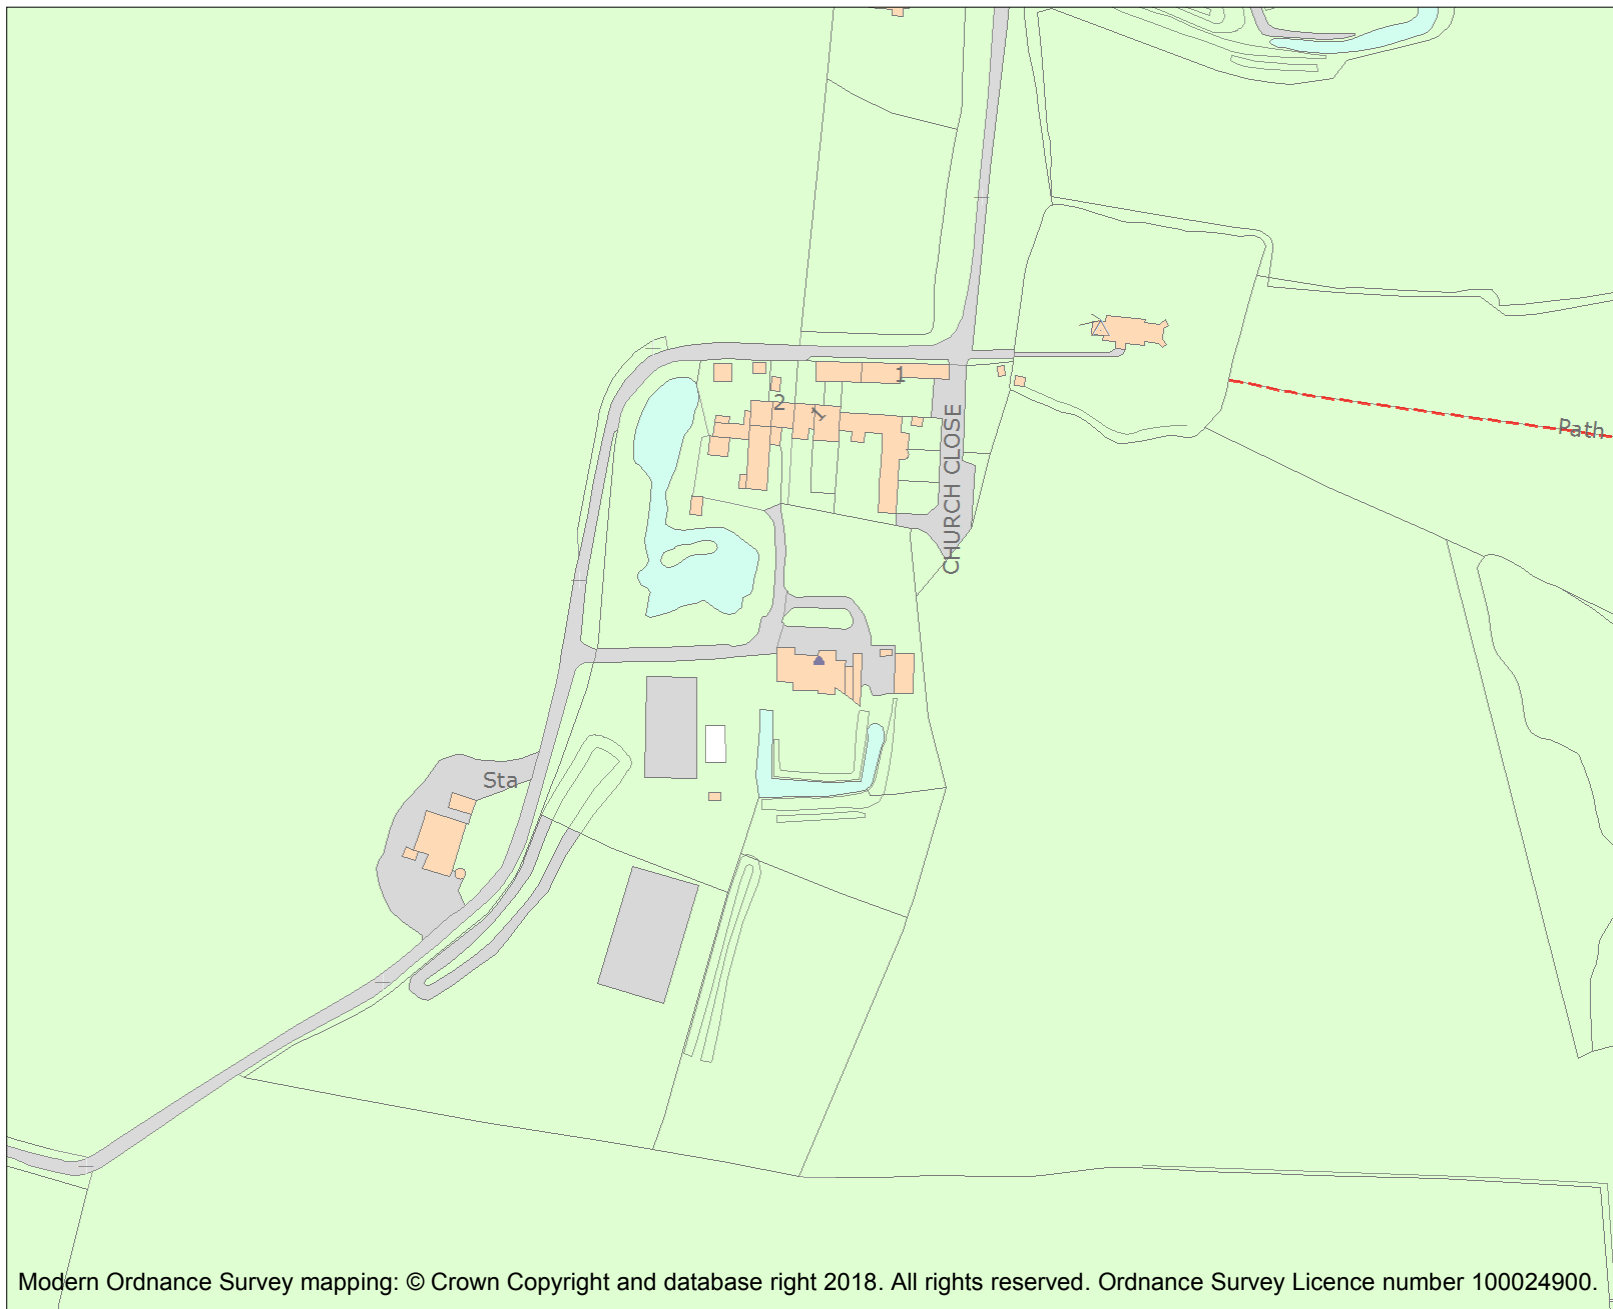 1
2
1
CHURCH CLOSE
Path
Sta
Modern Ordnance Survey mapping: © Crown Copyright and database right 2018. All rights reserved. Ordnance Survey Licence number 100024900.